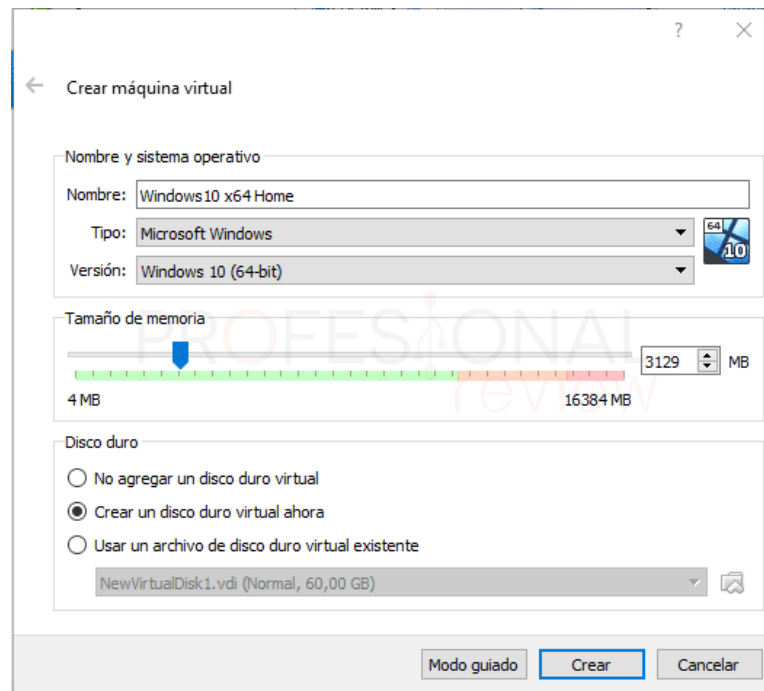 ?
Crear máquina virtual
Nombre y sistema operativo
Nombre: Windows10 x64 Home
Tipo: Microsoft Windows
64
10
Versión: Windows 10 (64-bit)
Tamaño de memoria
PROFESIONAL
review
3129 MB
4 MB 16384 MB
Disco duro
No agregar un disco duro virtual
Crear un disco duro virtual ahora
Usar un archivo de disco duro virtual existente
NewVirtualDisk1.vdi (Normal, 60,00 GB)
Modo guiado Crear Cancelar